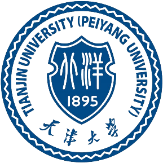 TIANJIN UNIVERSITY (PEIYANG UNIVERSITY)
北洋
1895
天津大学